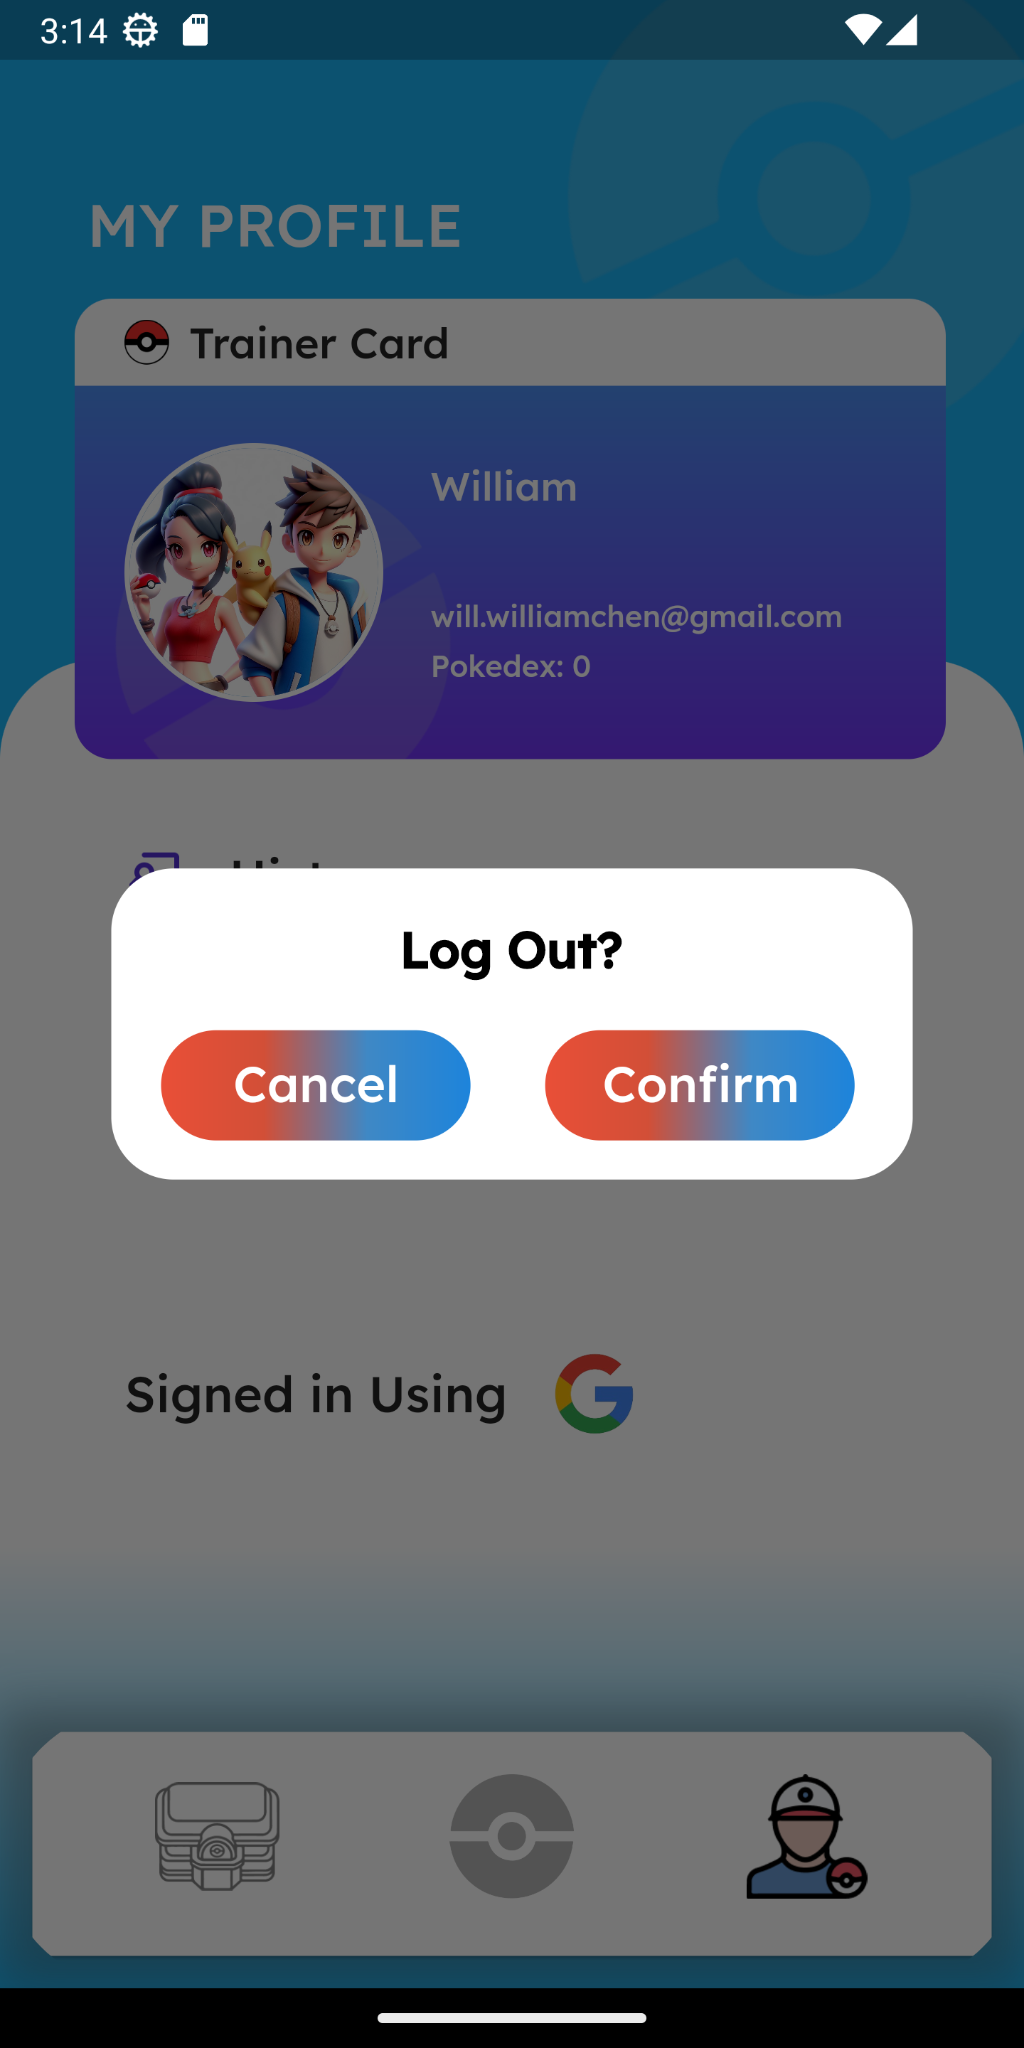 3:14
MY PROFILE
Trainer Card
William
will.williamchen@gmail.com
Pokedex: 0
Log Out?
Cancel
Confirm
Signed in Using